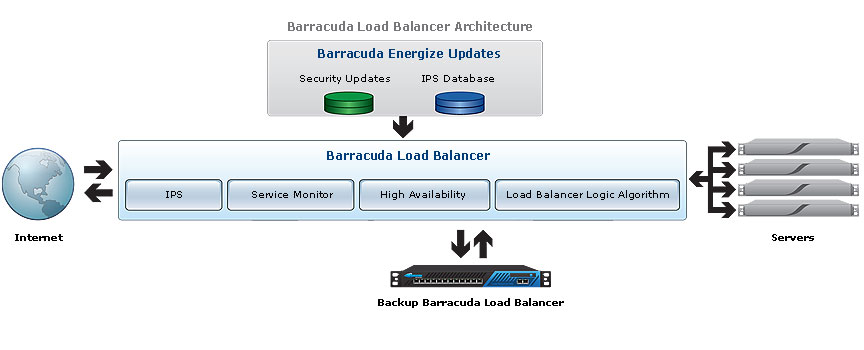 Barracuda Load Balancer Architecture
Barracuda Energize Updates
Security Updates
IPS Database
Barracuda Load Balancer
IPS
Service Monitor
High Availability
Load Balancer Logic Algorithm
Internet
Servers
Backup Barracuda Load Balancer